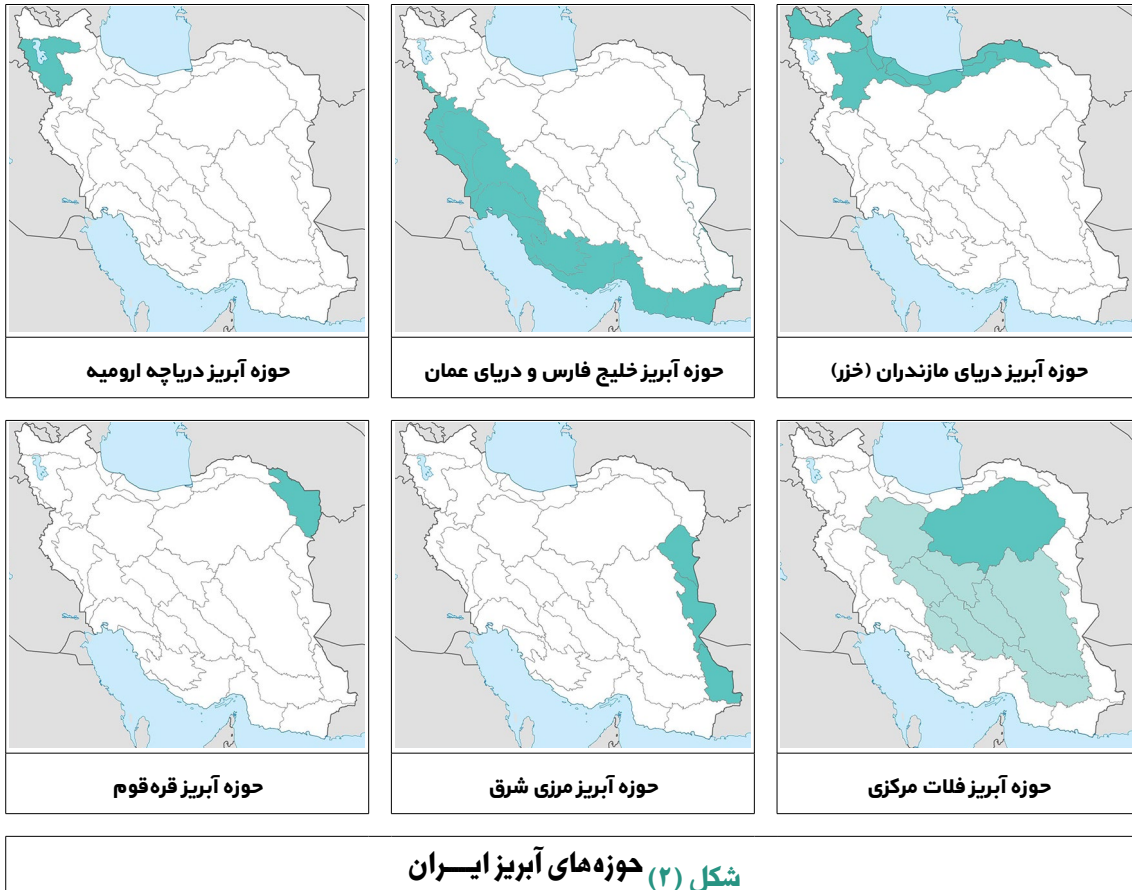 حوزه آبریز دریای مازندران (خزر)
حوزه آبریز خلیج فارس و دریای عمان
حوزه آبریز دریاچه ارومیه
حوزه آبریز فلات مرکزی
حوزه آبریز مرزی شرق
حوزه آبریز قره‌قوم
شکل (۲) حوزه‌های آبریز ایـــران